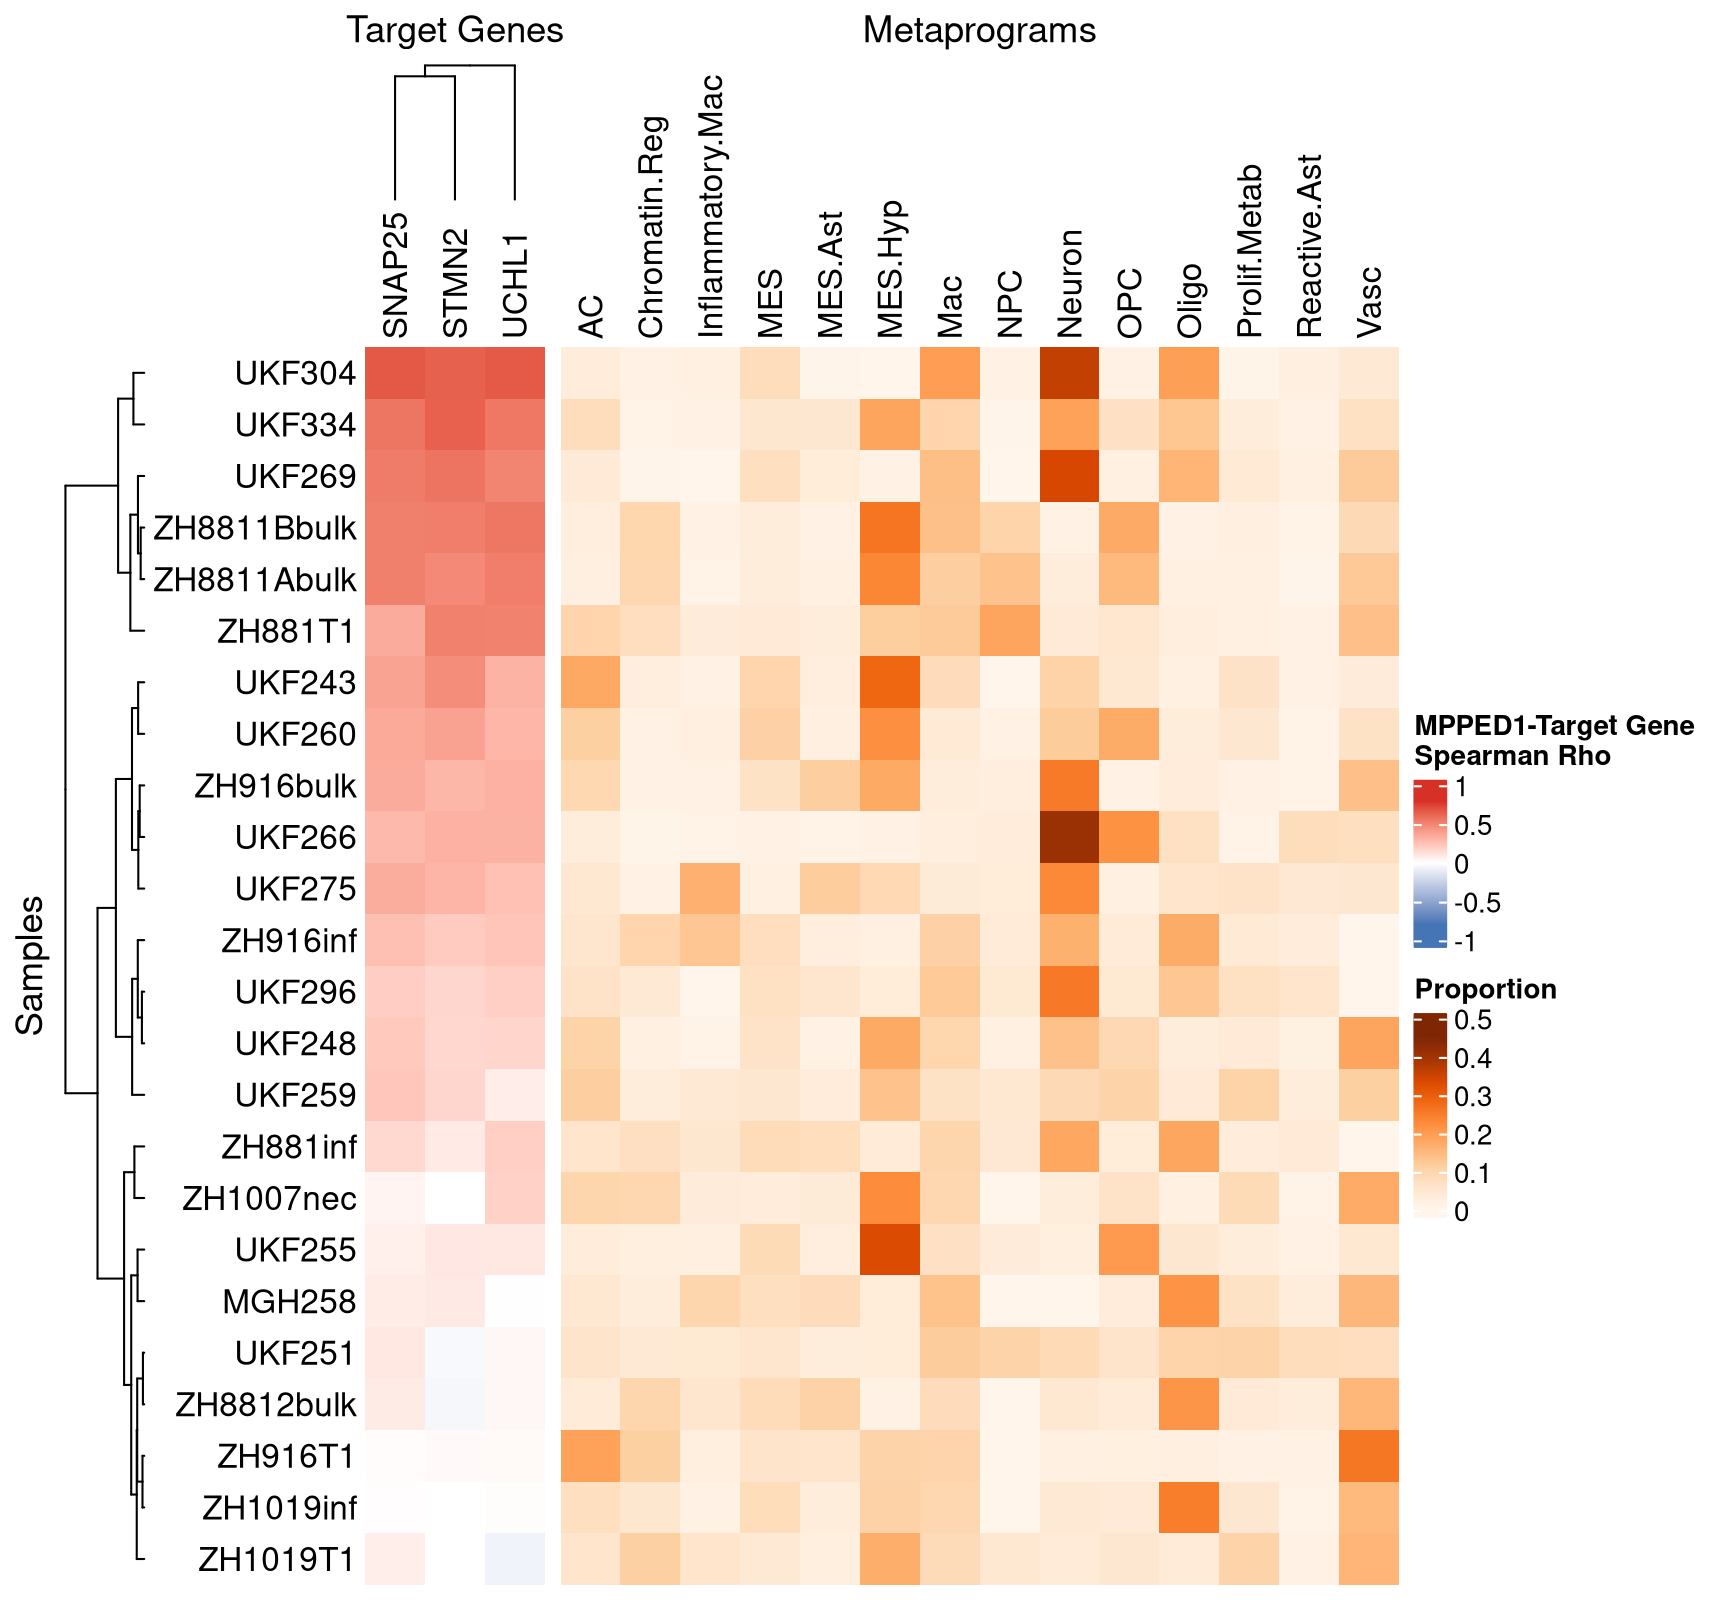 Target Genes
Metaprograms
SNAP25
STMN2
UCHL1
AC
Chromatin.Reg
Inflammatory.Mac
MES
MES.Ast
MES.Hyp
Mac
NPC
Neuron
OPC
Oligo
Prolif.Metab
Reactive.Ast
Vasc
Samples
UKF304
UKF334
UKF269
ZH8811Bbulk
ZH8811Abulk
ZH881T1
UKF243
UKF260
ZH916bulk
UKF266
UKF275
ZH916inf
UKF296
UKF248
UKF259
ZH881inf
ZH1007nec
UKF255
MGH258
UKF251
ZH8812bulk
ZH916T1
ZH1019inf
ZH1019T1
MPPED1-Target Gene
Spearman Rho
1
0.5
0
-0.5
-1
Proportion
0.5
0.4
0.3
0.2
0.1
0